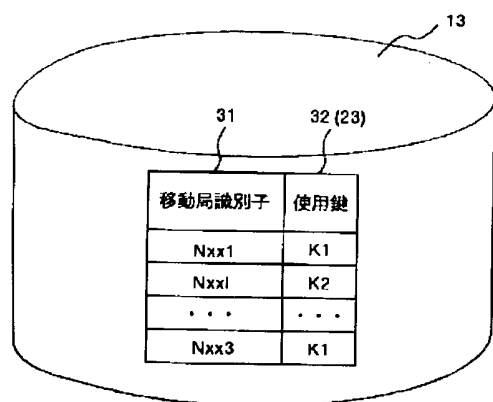 13
31 32 (23)
移動局識別子 使用鍵
Nxx1 K1
Nxxl K2
・・・ ・・・
Nxx3 K1